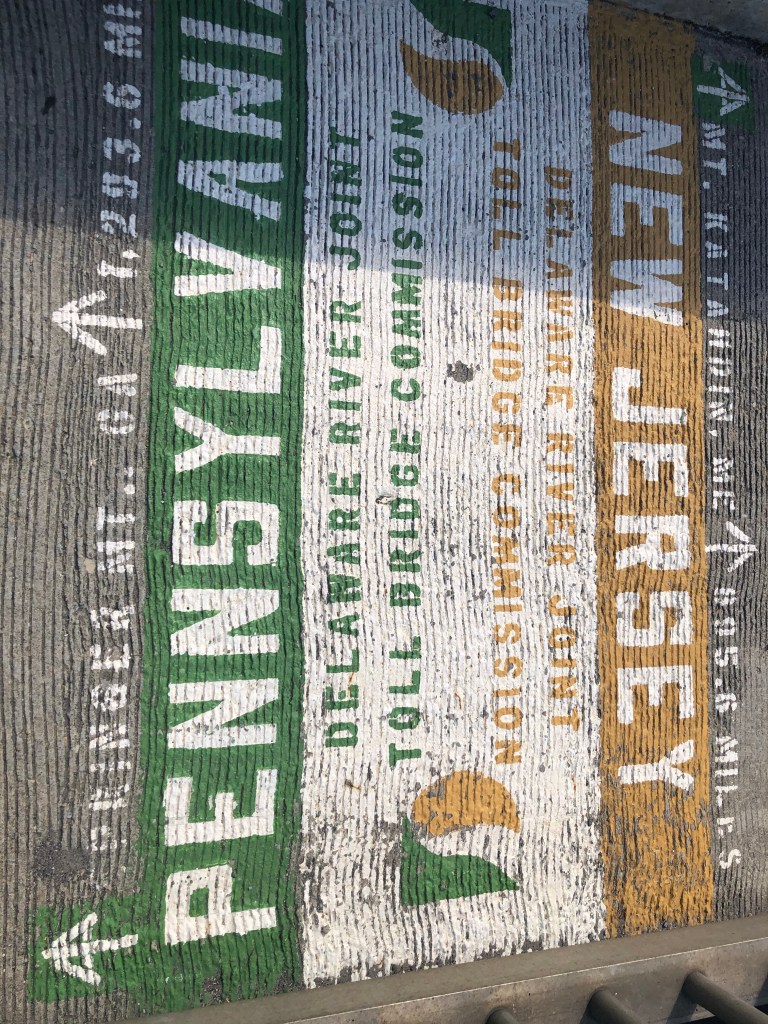 SPRINGER MT., GA
1,293.6 MI
PENNSYLVANIA
DELAWARE RIVER JOINT
TOLL BRIDGE COMMISSION
NEW JERSEY
DELAWARE RIVER JOINT
TOLL BRIDGE COMMISSION
MT. KATAHDIN, ME
895.6 MILES